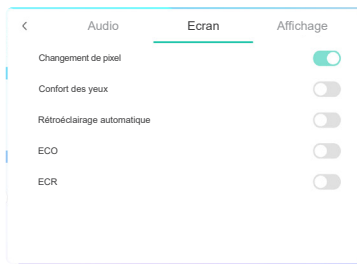 Audio Ecran Affichage
Changement de pixel
Confort des yeux
Rétroéclairage automatique
ECO
ECR